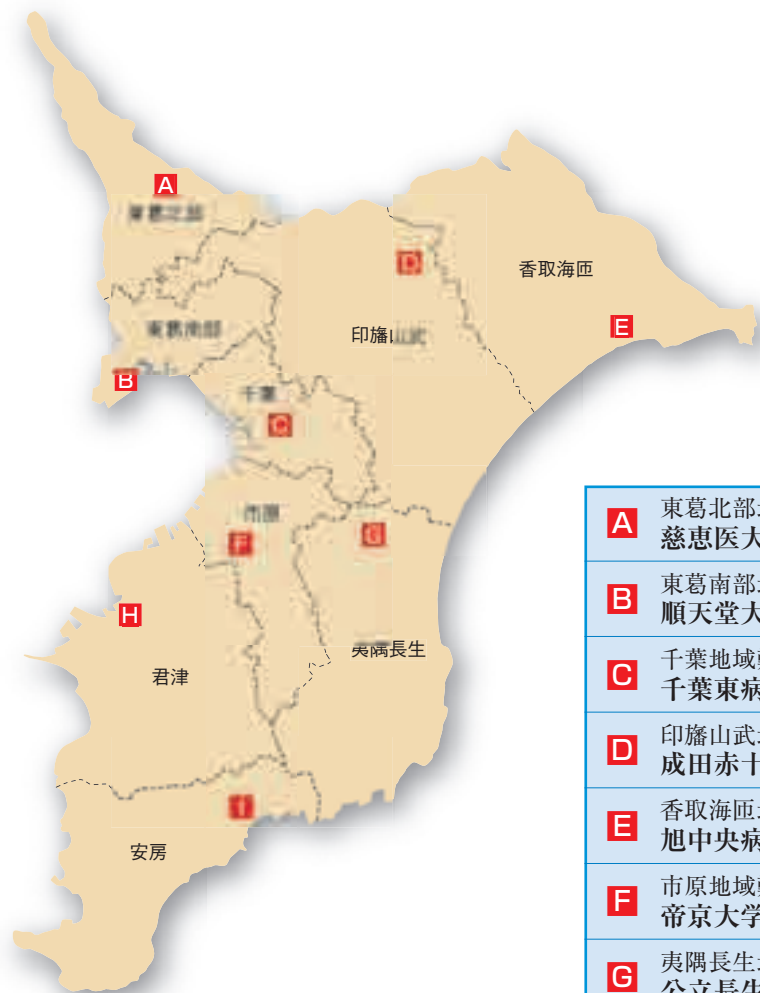 A
東葛北部
D
香取海匝
E
東葛南部
印旛山武
B
千葉
C
市原
F
G
H
夷隅長生
君津
I
安房
A
東葛北部
慈恵医大
B
東葛南部
順天堂大
C
千葉地域
千葉東病
D
印旛山武
成田赤十
E
香取海匝
旭中央病
F
市原地域
帝京大学
G
夷隅長生
公立長生